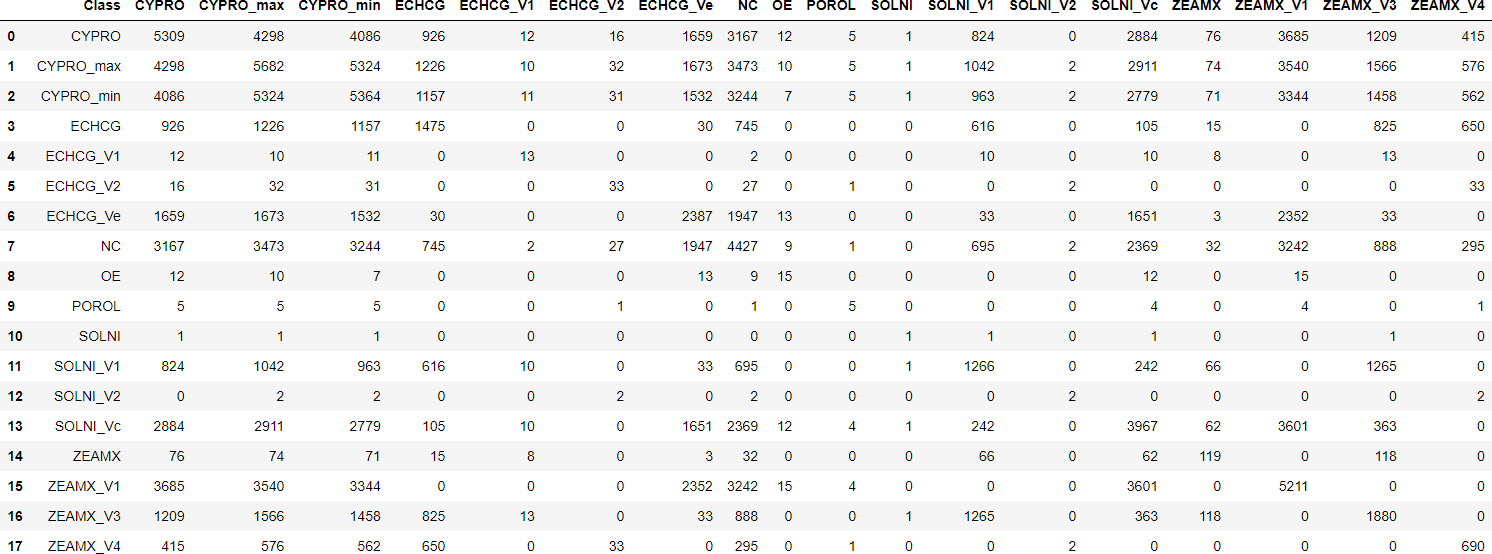 Class CYPRO CYPRO_max CYPRO_min ECHCG ECHCG_V1 ECHCG_V2 ECHCG_Ve NC OE POROL SOLNI SOLNI_V1 SOLNI_V2 SOLNI_Vc ZEAMX ZEAMX_V1 ZEAMX_V3 ZEAMX_V4
0 CYPRO 5309 4298 4086 926 12 16 1659 3167 12 5 1 824 0 2884 76 3685 1209 415
1 CYPRO_max 4298 5682 5324 1226 10 32 1673 3473 10 5 1 1042 2 2911 74 3540 1566 576
2 CYPRO_min 4086 5324 5364 1157 11 31 1532 3244 7 5 1 963 2 2779 71 3344 1458 562
3 ECHCG 926 1226 1157 1475 0 0 30 745 0 0 0 616 0 105 15 0 825 650
4 ECHCG_V1 12 10 11 0 13 0 0 2 0 0 0 10 0 10 8 0 13 0
5 ECHCG_V2 16 32 31 0 0 33 0 27 0 1 0 0 2 0 0 0 0 33
6 ECHCG_Ve 1659 1673 1532 30 0 0 2387 1947 13 0 0 33 0 1651 3 2352 33 0
7 NC 3167 3473 3244 745 2 27 1947 4427 9 1 0 695 2 2369 32 3242 888 295
8 OE 12 10 7 0 0 0 13 9 15 0 0 0 0 12 0 15 0 0
9 POROL 5 5 5 0 0 1 0 1 0 5 0 0 0 4 0 4 0 1
10 SOLNI 1 1 1 0 0 0 0 0 0 0 1 1 0 1 0 0 1 0
11 SOLNI_V1 824 1042 963 616 10 0 33 695 0 0 1 1266 0 242 66 0 1265 0
12 SOLNI_V2 0 2 2 0 0 2 0 2 0 0 0 0 2 0 0 0 0 2
13 SOLNI_Vc 2884 2911 2779 105 10 0 1651 2369 12 4 1 242 0 3967 62 3601 363 0
14 ZEAMX 76 74 71 15 8 0 3 32 0 0 0 66 0 62 119 0 118 0
15 ZEAMX_V1 3685 3540 3344 0 0 0 2352 3242 15 4 0 0 0 3601 0 5211 0 0
16 ZEAMX_V3 1209 1566 1458 825 13 0 33 888 0 0 1 1265 0 363 118 0 1880 0
17 ZEAMX_V4 415 576 562 650 0 33 0 295 0 1 0 0 2 0 0 0 0 690